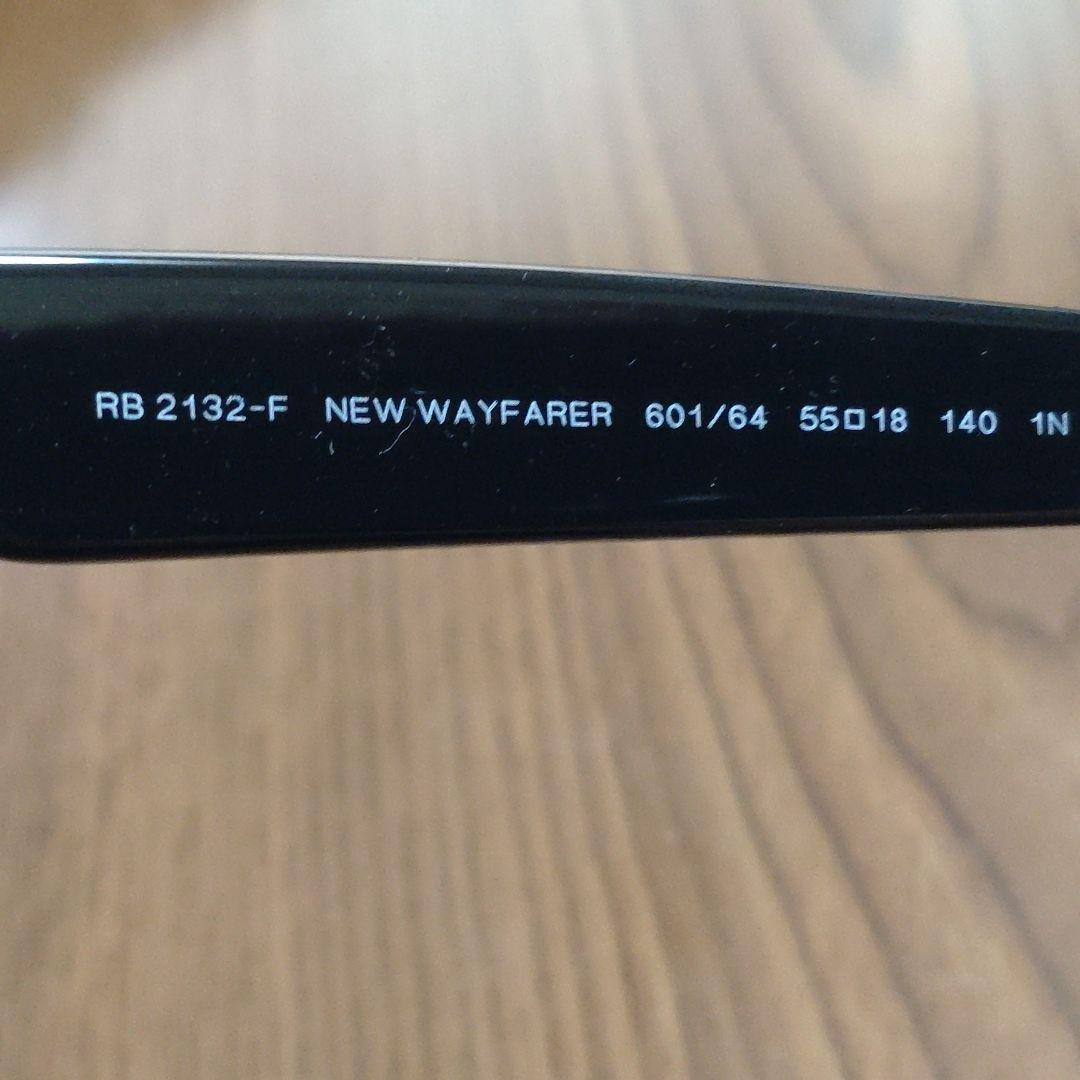 RB 2132-F NEW WAYFARER 601/64 55□18 140 1N